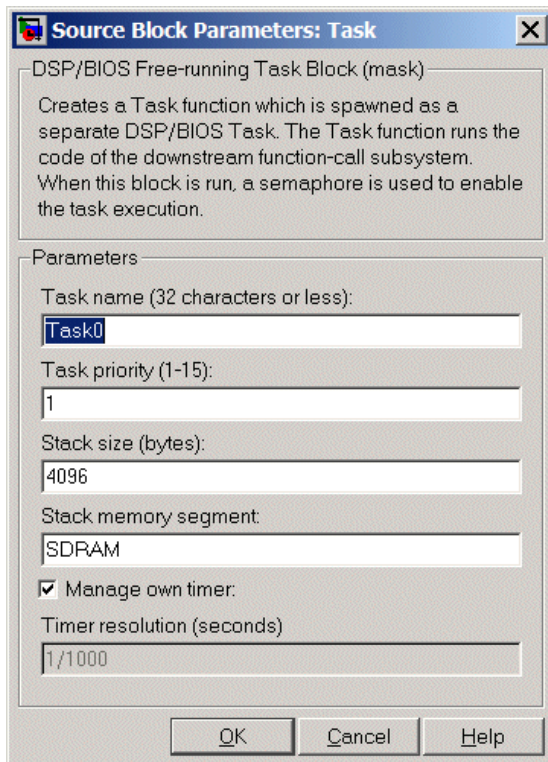 Source Block Parameters: Task
DSP/BIOS Free-running Task Block (mask)
Creates a Task function which is spawned as a
separate DSP/BIOS Task. The Task function runs the
code of the downstream function-call subsystem.
When this block is run, a semaphore is used to enable
the task execution.
Parameters
Task name (32 characters or less):
Task0
Task priority (1-15):
1
Stack size (bytes):
4096
Stack memory segment:
SDRAM
Manage own timer:
Timer resolution (seconds)
1/1000
OK Cancel Help